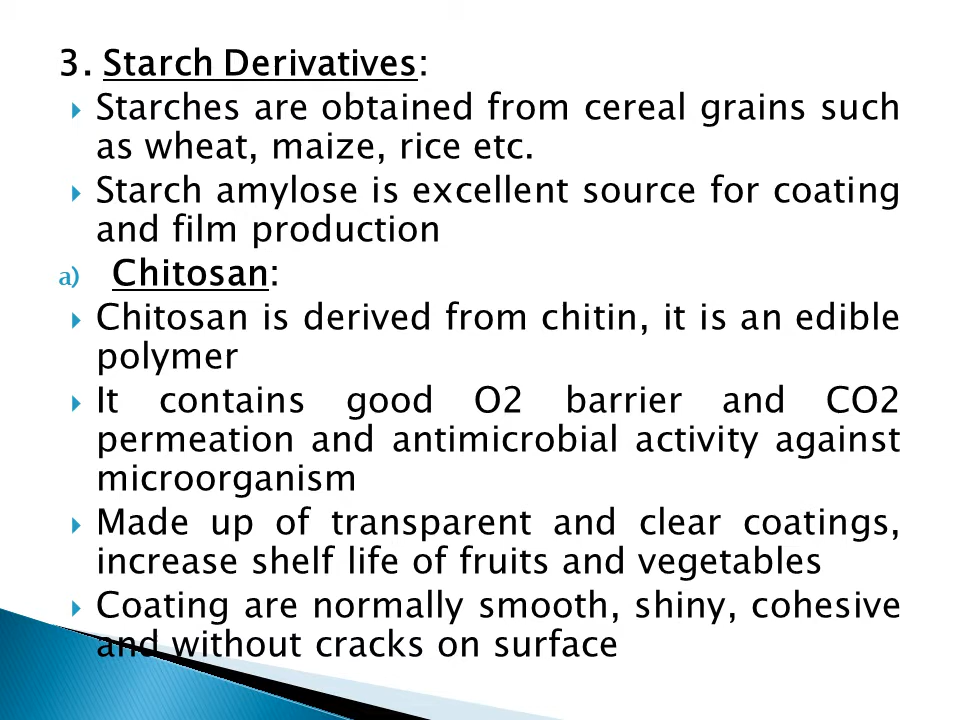 3. Starch Derivatives:
Starches are obtained from cereal grains such
as wheat, maize, rice etc.
Starch amylose is excellent source for coating
and film production
a) Chitosan:
Chitosan is derived from chitin, it is an edible
polymer
It contains good O2 barrier and CO2
permeation and antimicrobial activity against
microorganism
Made up of transparent and clear coatings,
increase shelf life of fruits and vegetables
Coating are normally smooth, shiny, cohesive
and without cracks on surface